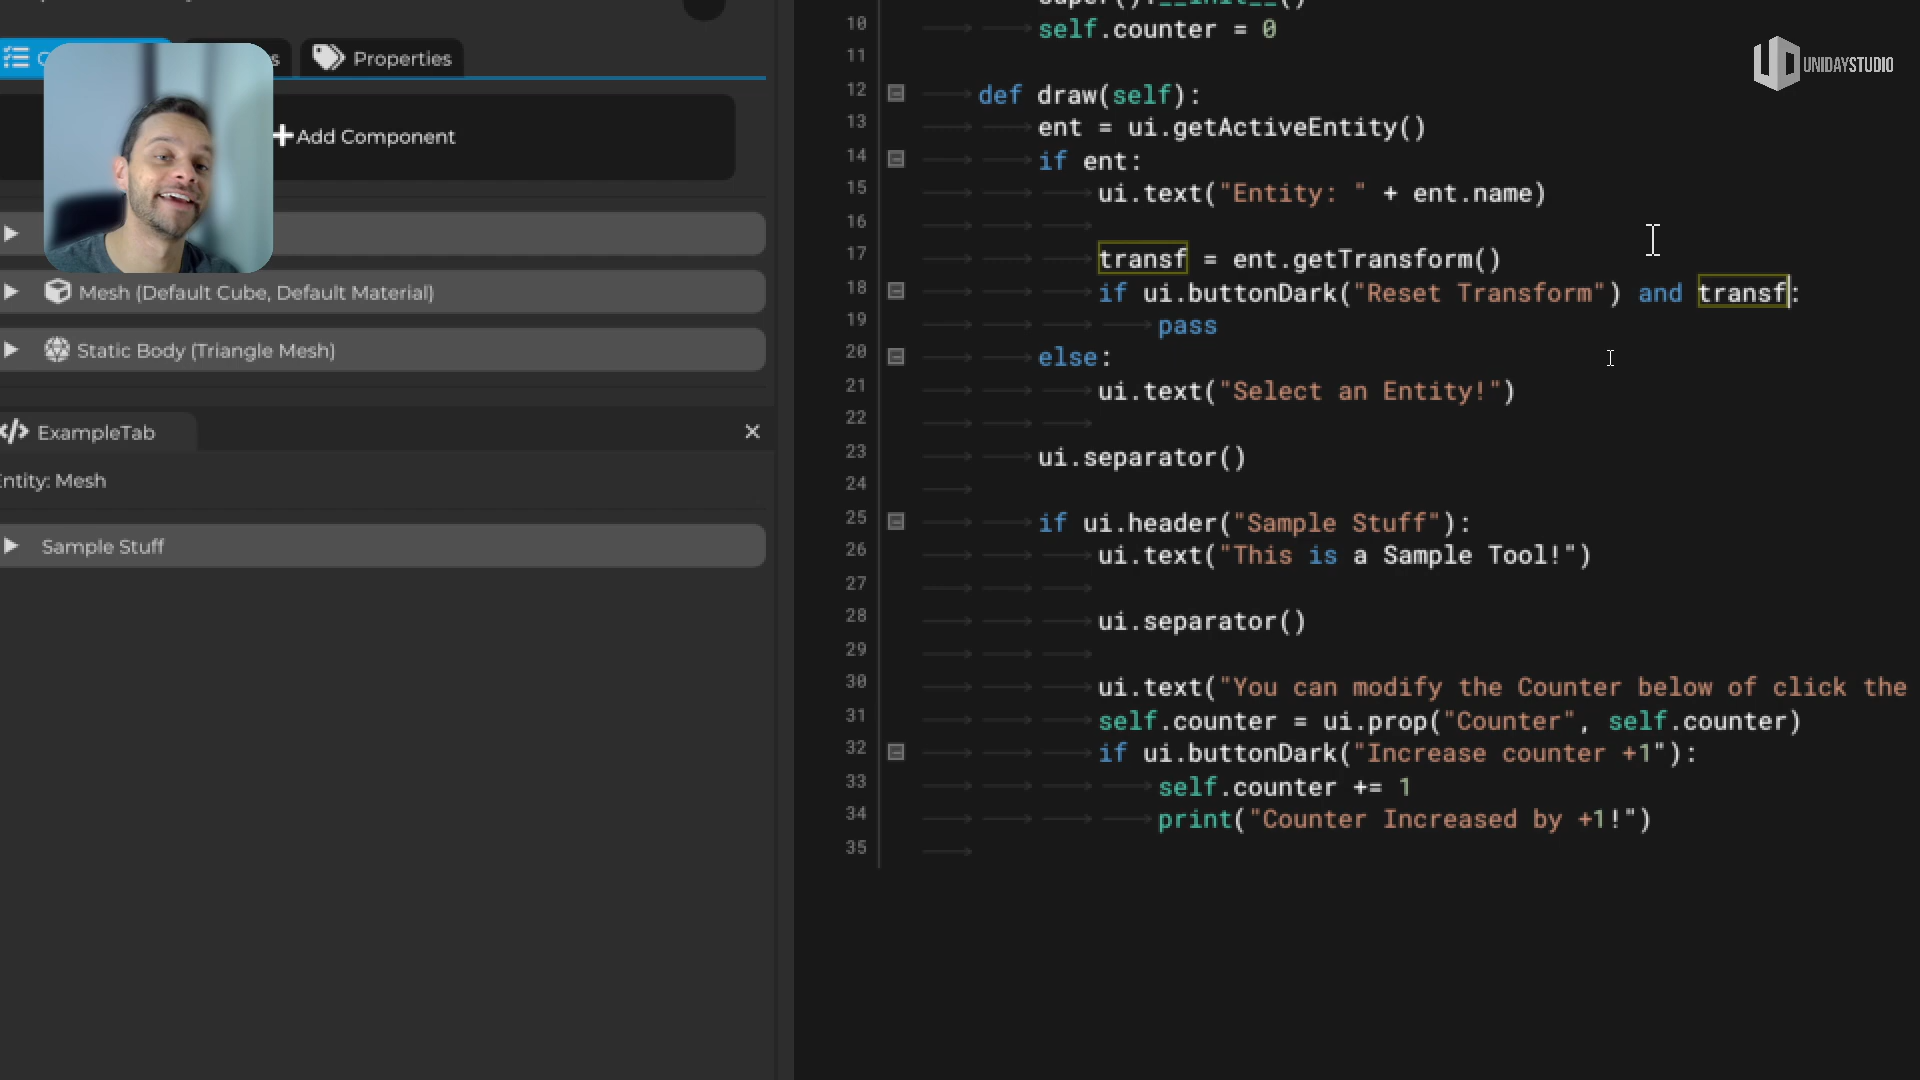 Properties
Add Component
Mesh (Default Cube, Default Material)
Static Body (Triangle Mesh)
ExampleTab
Entity: Mesh
Sample Stuff
10 self.counter = 0
11
12 def draw(self):
13 ent = ui.getActiveEntity()
14 if ent:
15 ui.text("Entity: " + ent.name)
16
17 transf = ent.getTransform()
18 if ui.buttonDark("Reset Transform") and transf:
19 pass
20 else:
21 ui.text("Select an Entity!")
22
23 ui.separator()
24
25 if ui.header("Sample Stuff"):
26 ui.text("This is a Sample Tool!")
27
28 ui.separator()
29
30 ui.text("You can modify the Counter below of click the
31 self.counter = ui.prop("Counter", self.counter)
32 if ui.buttonDark("Increase counter +1"):
33 self.counter += 1
34 print("Counter Increased by +1!")
35
UNIDAYSTUDIO